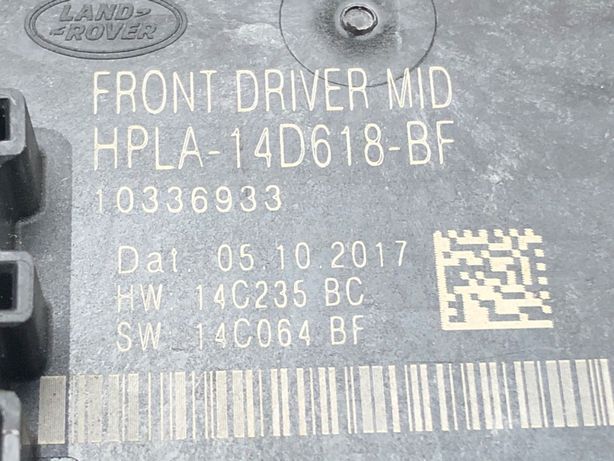 LAND-
-ROVER
FRONT DRIVER MID
HPLA-14D618-BF
10336933
Dat. 05.10.2017
HW 14C235 BC
SW 14C064 BF